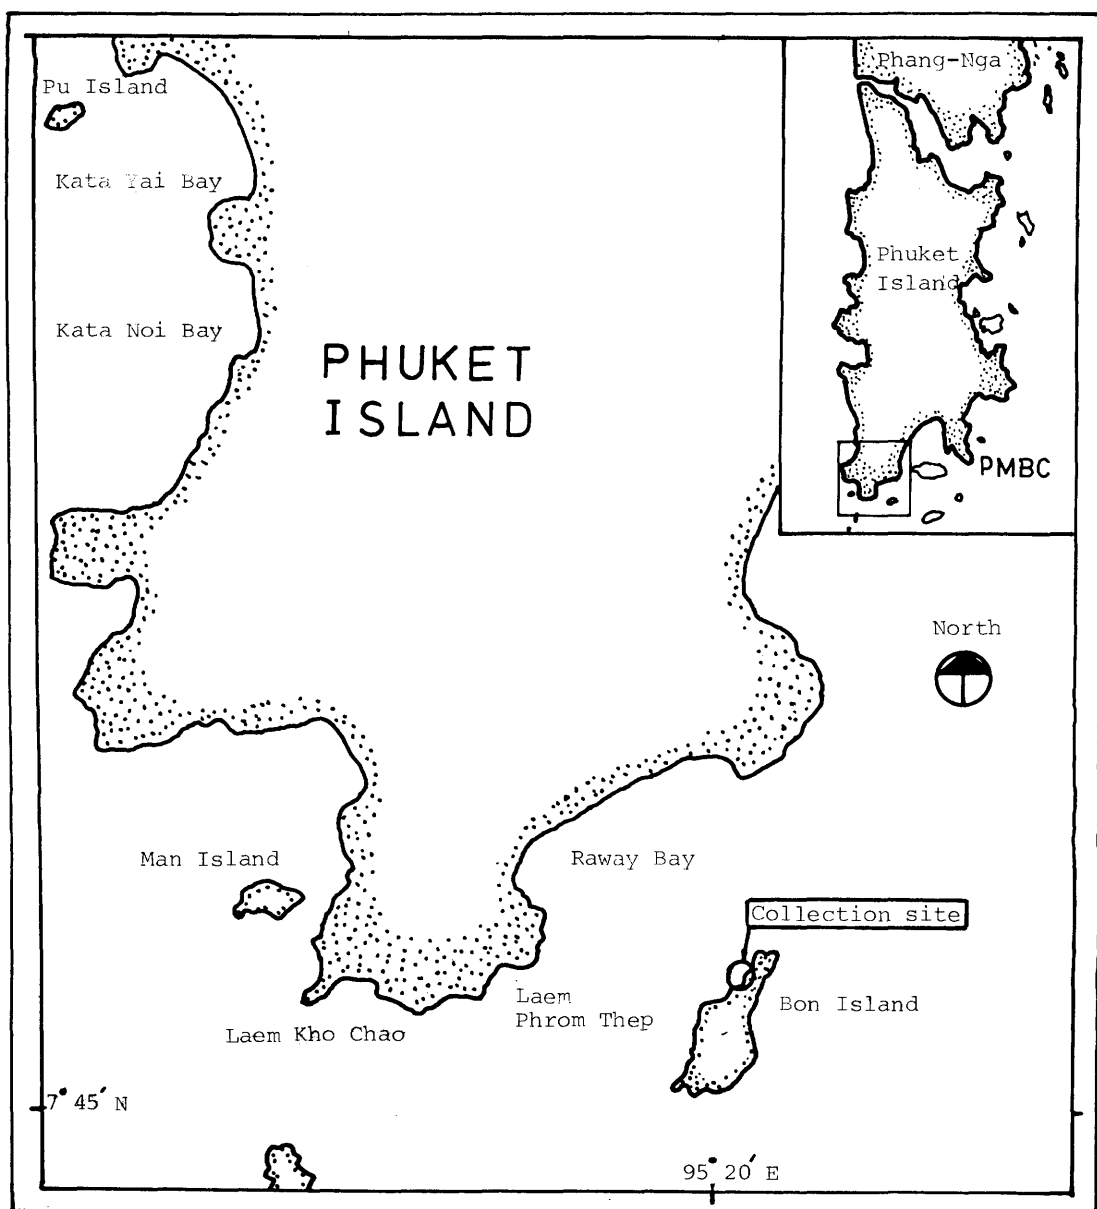 Phang-Nga
Pu Island
Kata Yai Bay
Phuket
Island
Kata Noi Bay
PHUKET
ISLAND
PMBC
North
Man Island
Raway Bay
Collection site
Laem
Phrom Thep
Bon Island
Laem Kho Chao
7° 45′ N
95° 20′ E